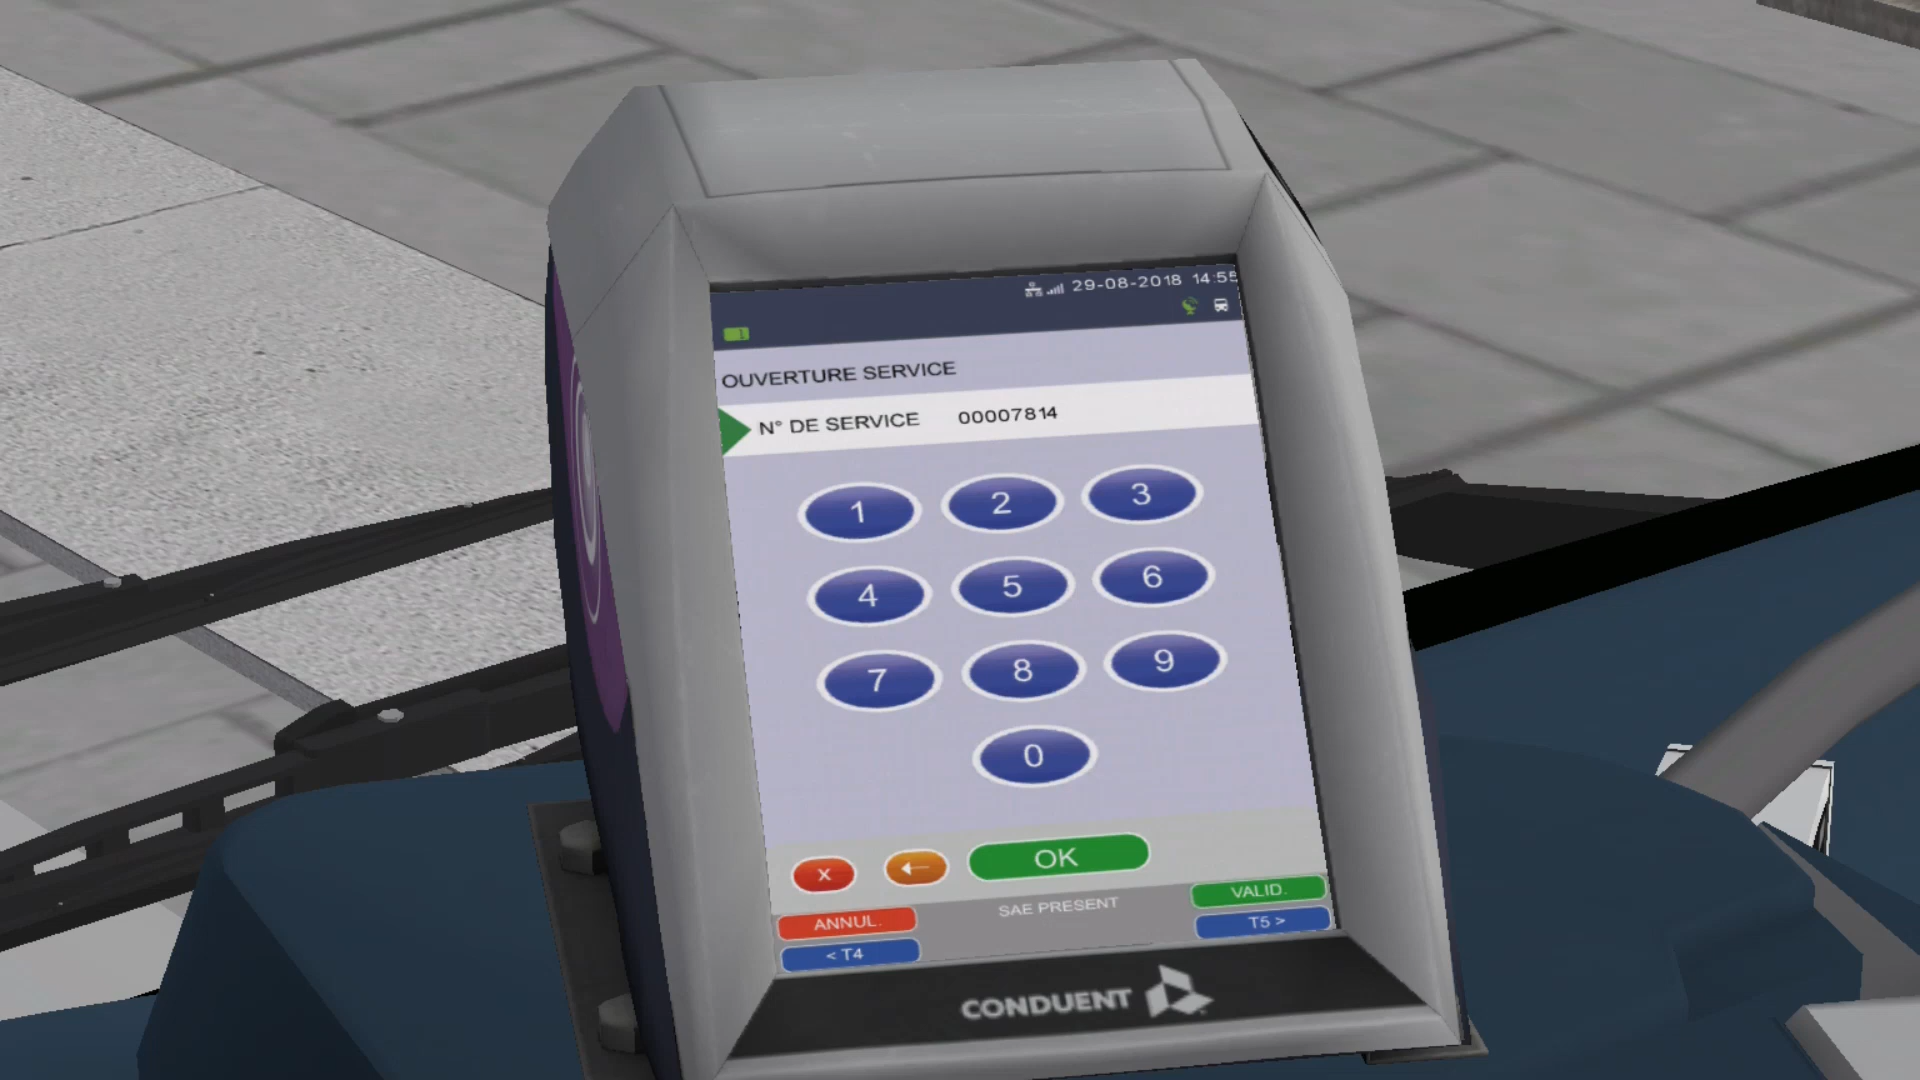 29-08-2018 14:55
1
OUVERTURE SERVICE
N° DE SERVICE 00007814
1 2 3
4 5 6
7 8 9
0
X ← OK
ANNUL. SAE PRESENT VALID.
< T4 T5 >
CONDUENT